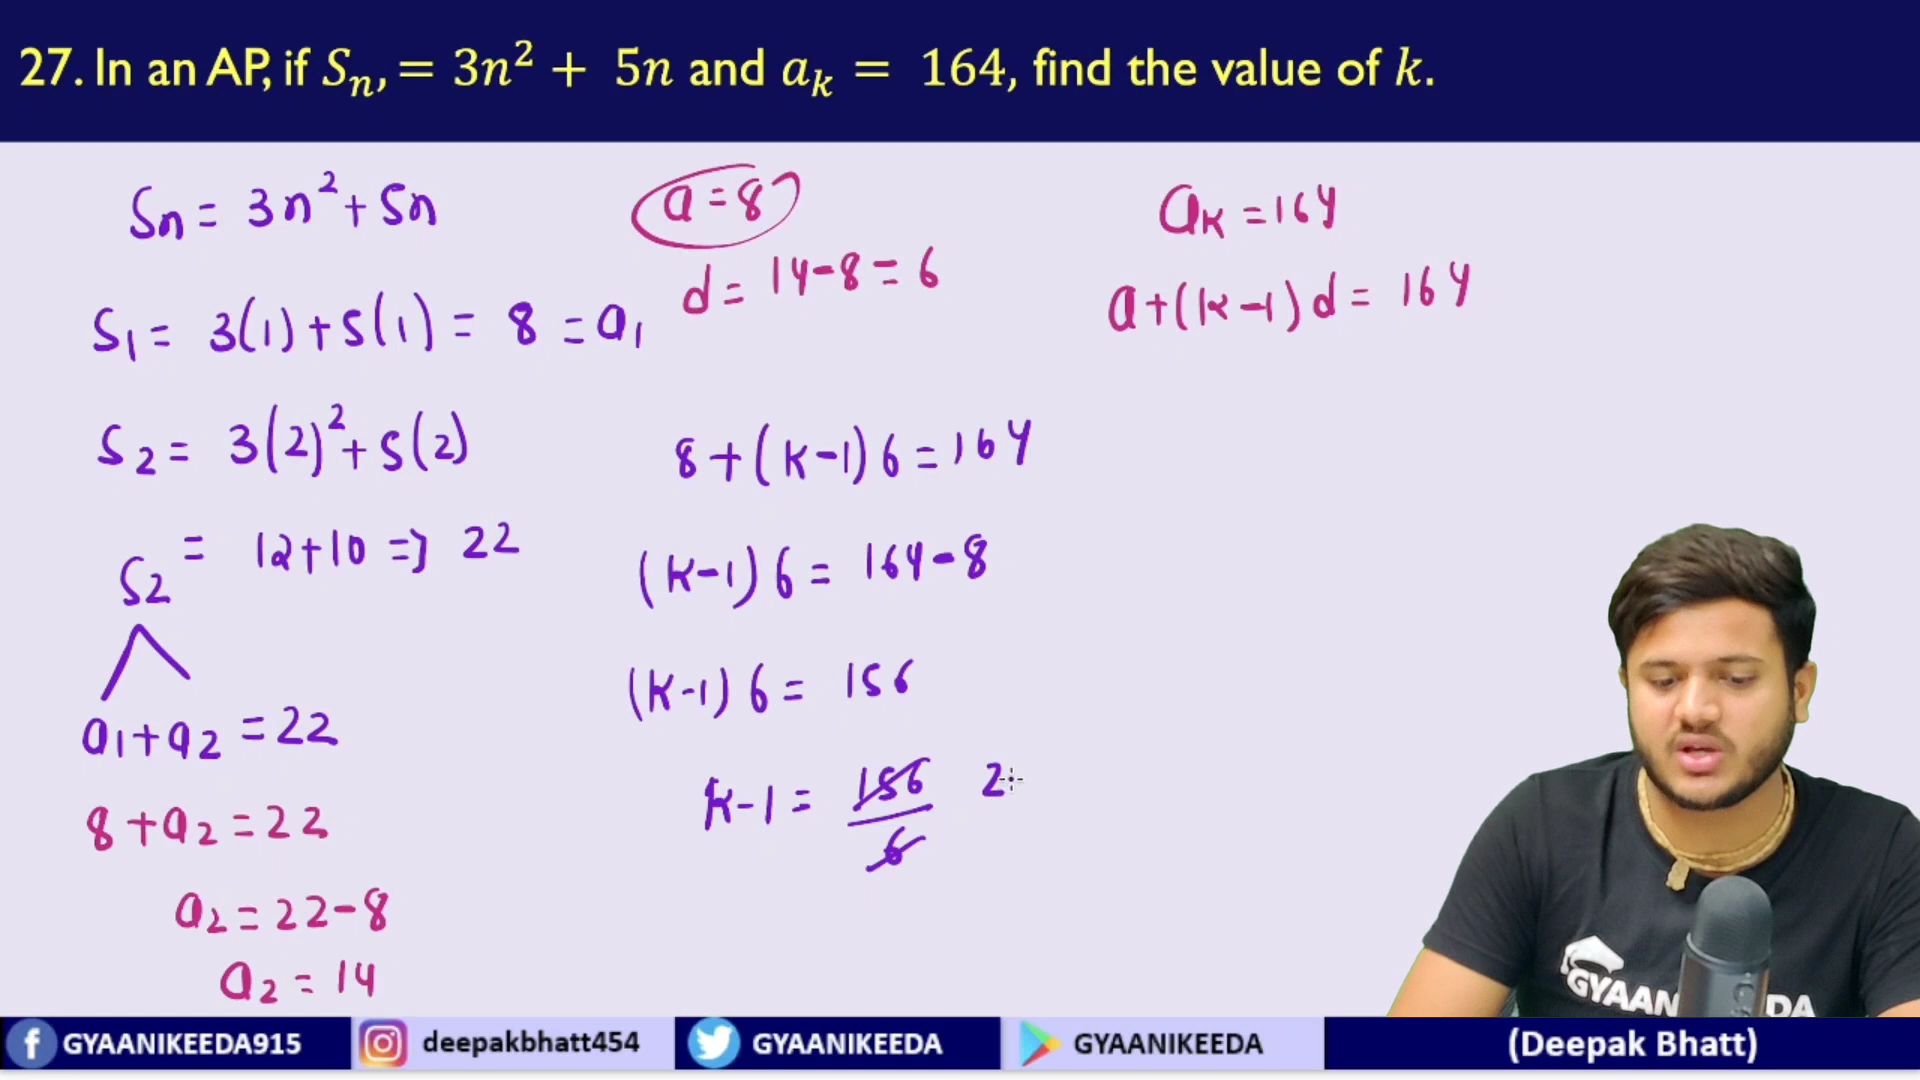 27. In an AP, if Sₙ, = 3n² + 5n and aₖ = 164, find the value of k.
Sn = 3n² + 5n
S₁ = 3(1) + 5(1) = 8 = a₁
S₂ = 3(2)² + 5(2)
S₂ = 12+10 => 22
a₁+a₂ = 22
8 + a₂ = 22
a₂ = 22-8
a₂ = 14
a = 8
d = 14-8 = 6
8+(k-1)6 = 164
(k-1)6 = 164-8
(k-1)6 = 156
k-1 = 156/6 2
aₖ = 164
a+(k-1)d = 164
GYAANIKEEDA915
deepakbhatt454
GYAANIKEEDA
GYAANIKEEDA
(Deepak Bhatt)